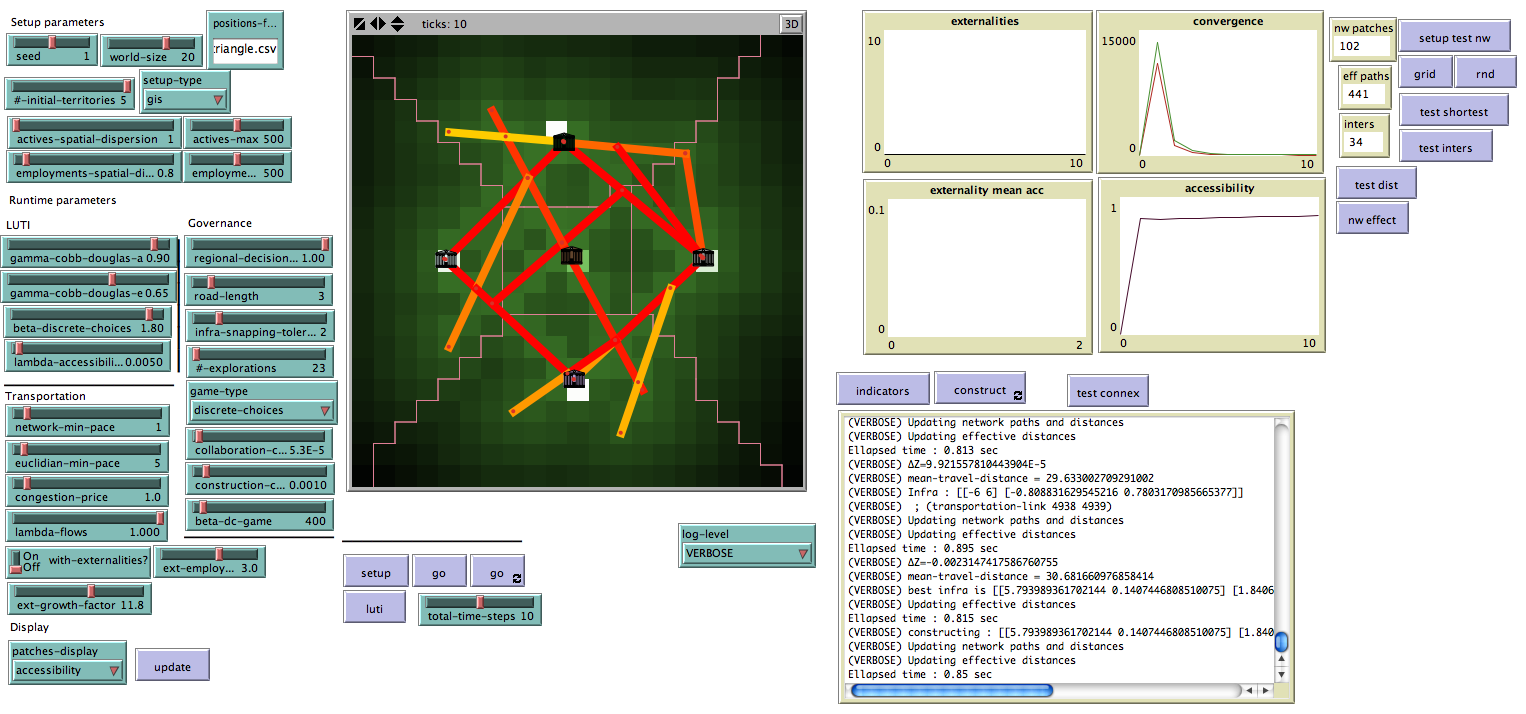 Setup parameters
seed 1
world-size 20
positions-f...
triangle.csv
#-initial-territories 5
setup-type
gis
actives-spatial-dispersion 1
actives-max 500
employments-spatial-di... 0.8
employme... 500
Runtime parameters
LUTI
gamma-cobb-douglas-a 0.90
gamma-cobb-douglas-e 0.65
beta-discrete-choices 1.80
lambda-accessibili... 0.0050
Governance
regional-decision... 1.00
road-length 3
infra-snapping-toler... 2
#-explorations 23
game-type
discrete-choices
collaboration-c... 5.3E-5
construction-c... 0.0010
beta-dc-game 400
Transportation
network-min-pace 1
euclidian-min-pace 5
congestion-price 1.0
lambda-flows 1.000
On
Off
with-externalities?
ext-employ... 3.0
ext-growth-factor 11.8
Display
patches-display
accessibility
update
ticks: 10
3D
setup
go
go
luti
total-time-steps 10
log-level
VERBOSE
externalities
10
0
0 10
convergence
15000
0
0 10
externality mean acc
0.1
0
0 2
accessibility
1
0
0 10
nw patches
102
eff paths
441
inters
34
setup test nw
grid
rnd
test shortest
test inters
test dist
nw effect
indicators
construct
test connex
(VERBOSE) Updating network paths and distances
(VERBOSE) Updating effective distances
Ellapsed time : 0.813 sec
(VERBOSE) ΔZ=9.921557810443904E-5
(VERBOSE) mean-travel-distance = 29.633002709291002
(VERBOSE) Infra : [[-6 6] [-0.808831629545216 0.7803170985665377]]
(VERBOSE)  ; (transportation-link 4938 4939)
(VERBOSE) Updating network paths and distances
(VERBOSE) Updating effective distances
Ellapsed time : 0.895 sec
(VERBOSE) ΔZ=-0.0023147417586760755
(VERBOSE) mean-travel-distance = 30.681660976858414
(VERBOSE) best infra is [[5.793989361702144 0.1407446808510075] [1.8406
(VERBOSE) Updating effective distances
Ellapsed time : 0.815 sec
(VERBOSE) constructing : [[5.793989361702144 0.1407446808510075] [1.840
(VERBOSE) Updating network paths and distances
(VERBOSE) Updating effective distances
Ellapsed time : 0.85 sec